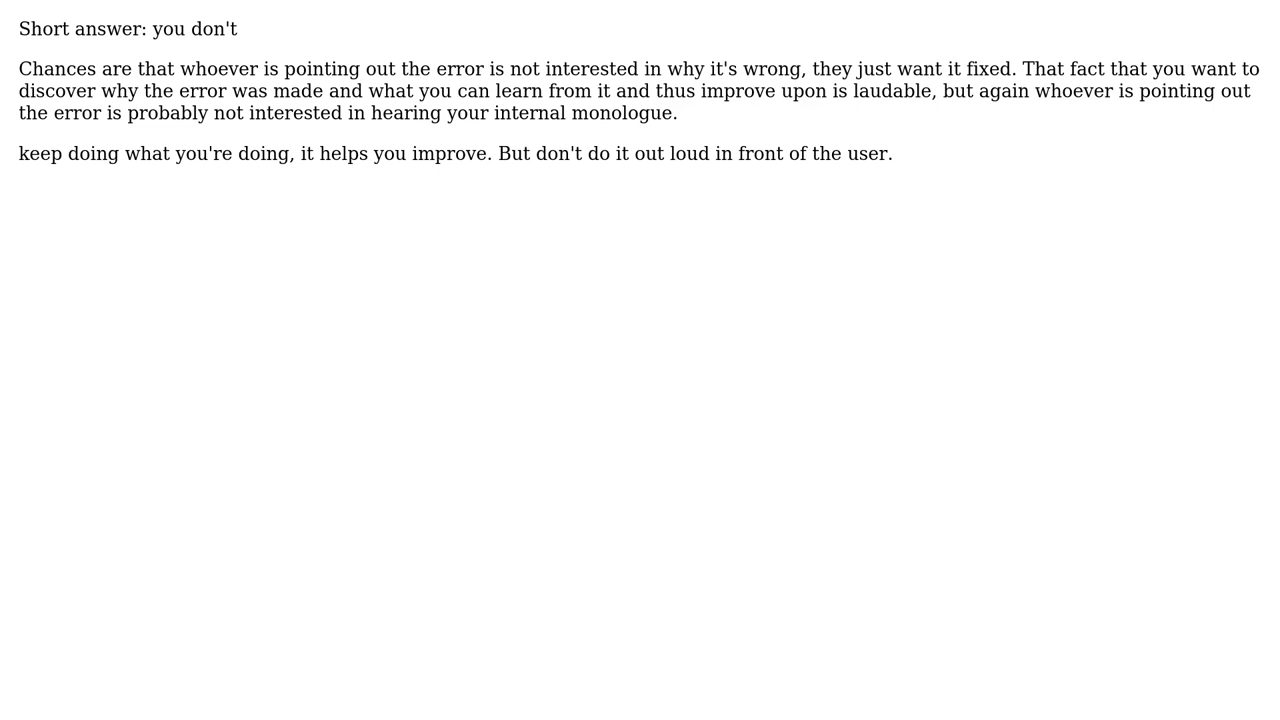 Short answer: you don't
Chances are that whoever is pointing out the error is not interested in why it's wrong, they just want it fixed. That fact that you want to
discover why the error was made and what you can learn from it and thus improve upon is laudable, but again whoever is pointing out
the error is probably not interested in hearing your internal monologue.
keep doing what you're doing, it helps you improve. But don't do it out loud in front of the user.